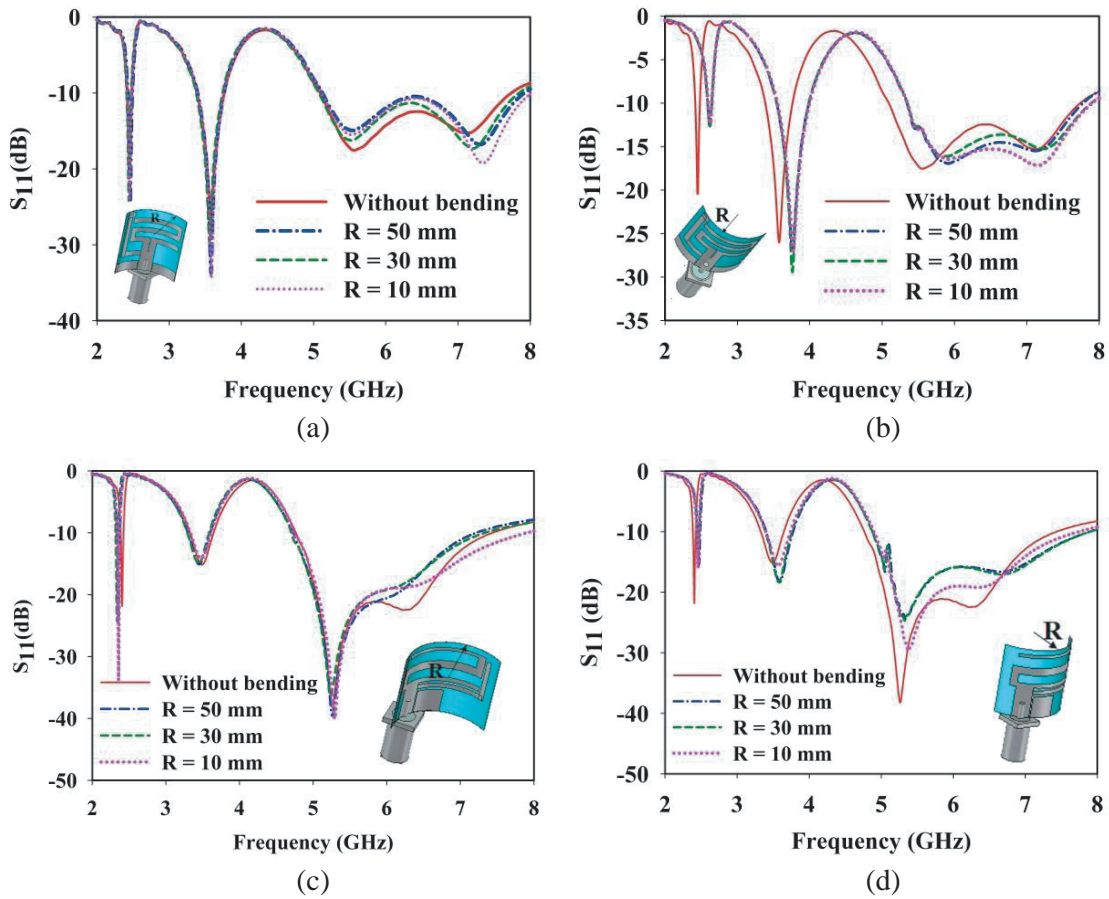 0
-10
-20
-30
-40
S11(dB)
R
Without bending
R = 50 mm
R = 30 mm
R = 10 mm
2 3 4 5 6 7 8
Frequency (GHz)
(a)
0
-5
-10
-15
-20
-25
-30
-35
S11(dB)
R
Without bending
R = 50 mm
R = 30 mm
R = 10 mm
2 3 4 5 6 7 8
Frequency (GHz)
(b)
0
-10
-20
-30
-40
-50
S11(dB)
R
Without bending
R = 50 mm
R = 30 mm
R = 10 mm
2 3 4 5 6 7 8
Frequency (GHz)
(c)
0
-10
-20
-30
-40
-50
S11 (dB)
R
Without bending
R = 50 mm
R = 30 mm
R = 10 mm
2 3 4 5 6 7 8
Frequency (GHz)
(d)